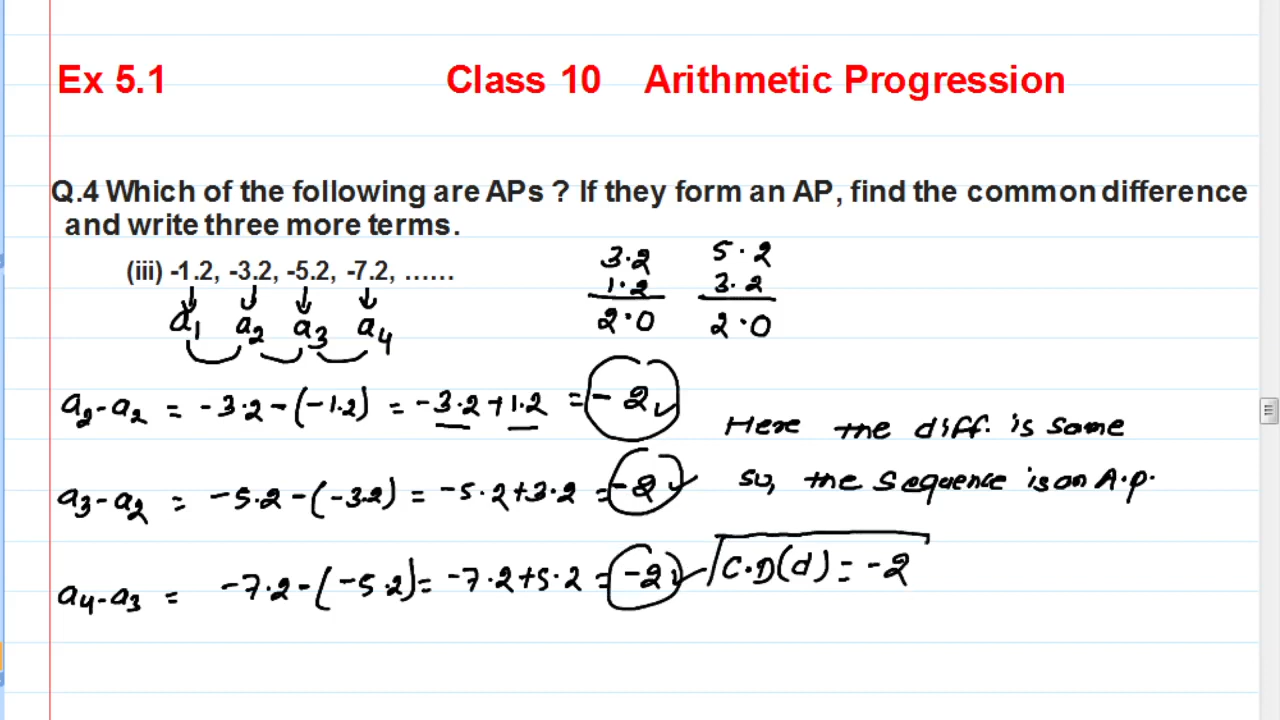 Ex 5.1 Class 10 Arithmetic Progression
Q.4 Which of the following are APs ? If they form an AP, find the common difference
and write three more terms.
(iii) -1.2, -3.2, -5.2, -7.2, ......
3.2 5.2
1.2 3.2
2.0 2.0
a1 a2 a3 a4
a2-a2 = -3.2-(-1.2) = -3.2+1.2 = -2
Here the diff. is same
a3-a2 = -5.2-(-3.2) = -5.2+3.2 = -2
so, the Sequence is an A.p.
a4-a3 = -7.2-(-5.2) = -7.2+5.2 = -2
C.D(d) = -2